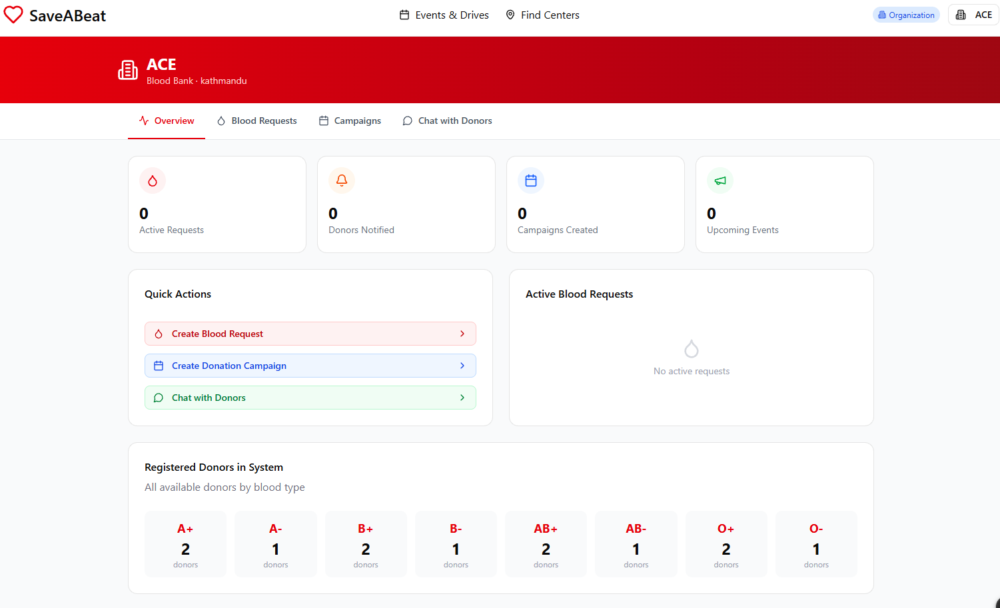 SaveABeat
Events & Drives
Find Centers
Organization
ACE
ACE
Blood Bank · kathmandu
Overview
Blood Requests
Campaigns
Chat with Donors
0
Active Requests
0
Donors Notified
0
Campaigns Created
0
Upcoming Events
Quick Actions
Create Blood Request
Create Donation Campaign
Chat with Donors
Active Blood Requests
No active requests
Registered Donors in System
All available donors by blood type
A+
2
donors
A-
1
donors
B+
2
donors
B-
1
donors
AB+
2
donors
AB-
1
donors
O+
2
donors
O-
1
donors